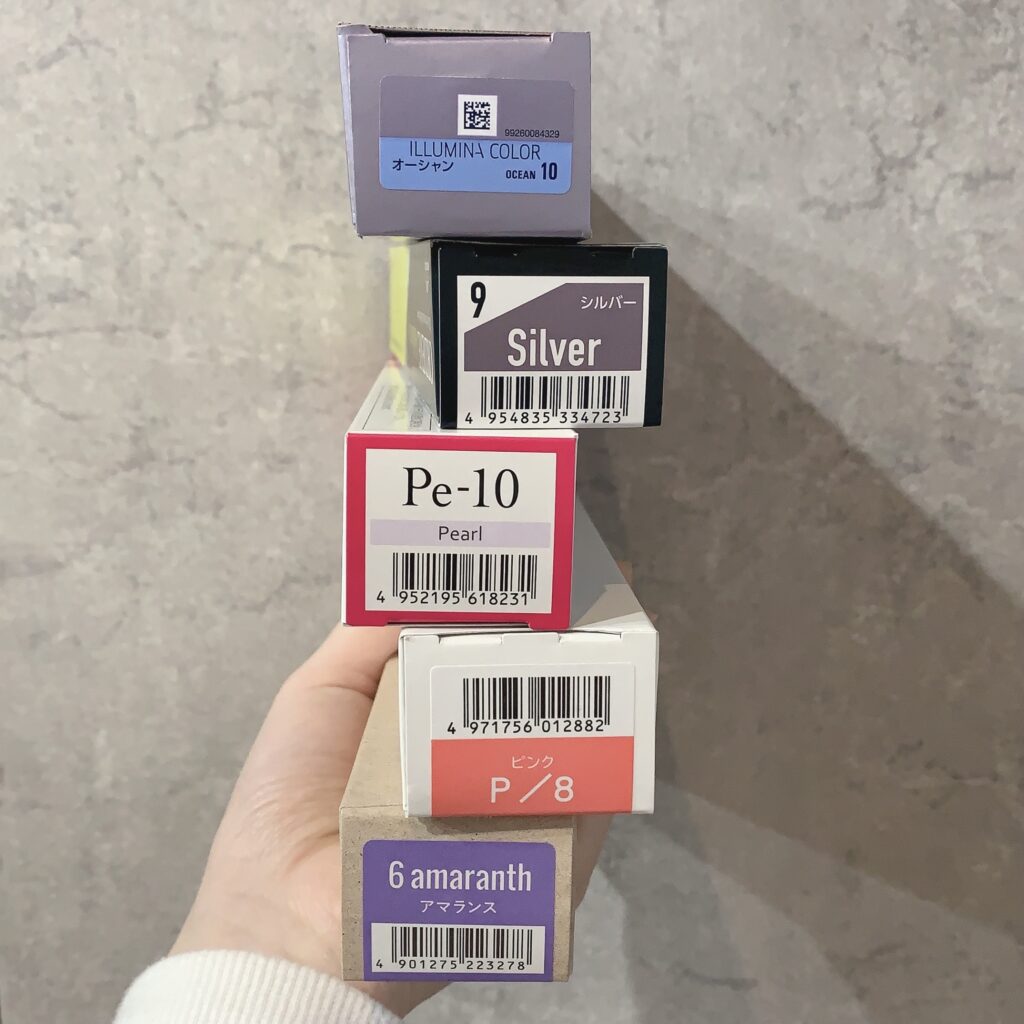 99260084329
ILLUMINA COLOR
オーシャン
OCEAN 10
9
シルバー
Silver
4 954835 334723
Pe-10
Pearl
4 952195 618231
4 971756 012882
ピンク
P/8
6 amaranth
アマランス
4 901275 223278